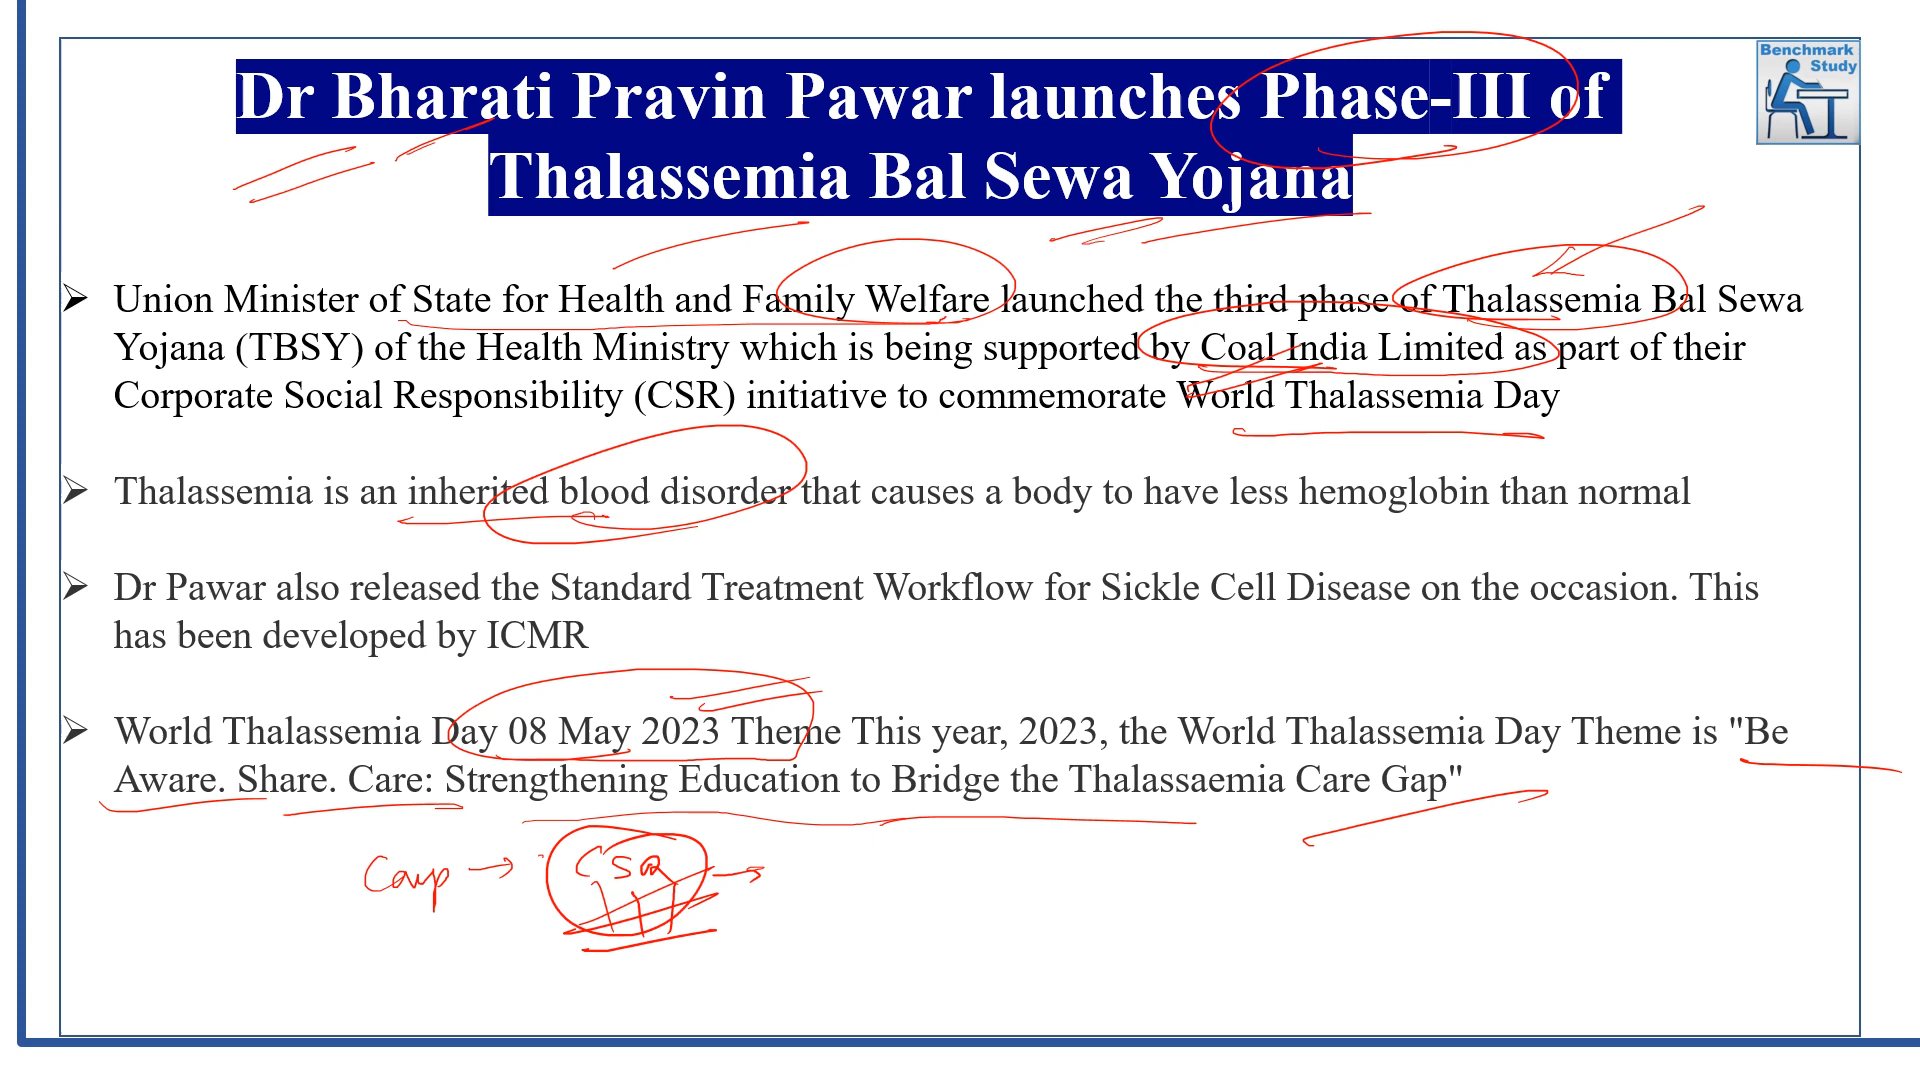 Benchmark
Study
Dr Bharati Pravin Pawar launches Phase-III of
Thalassemia Bal Sewa Yojana
➢ Union Minister of State for Health and Family Welfare launched the third phase of Thalassemia Bal Sewa
Yojana (TBSY) of the Health Ministry which is being supported by Coal India Limited as part of their
Corporate Social Responsibility (CSR) initiative to commemorate World Thalassemia Day
➢ Thalassemia is an inherited blood disorder that causes a body to have less hemoglobin than normal
➢ Dr Pawar also released the Standard Treatment Workflow for Sickle Cell Disease on the occasion. This
has been developed by ICMR
➢ World Thalassemia Day 08 May 2023 Theme This year, 2023, the World Thalassemia Day Theme is "Be
Aware. Share. Care: Strengthening Education to Bridge the Thalassaemia Care Gap"
→ CSR →